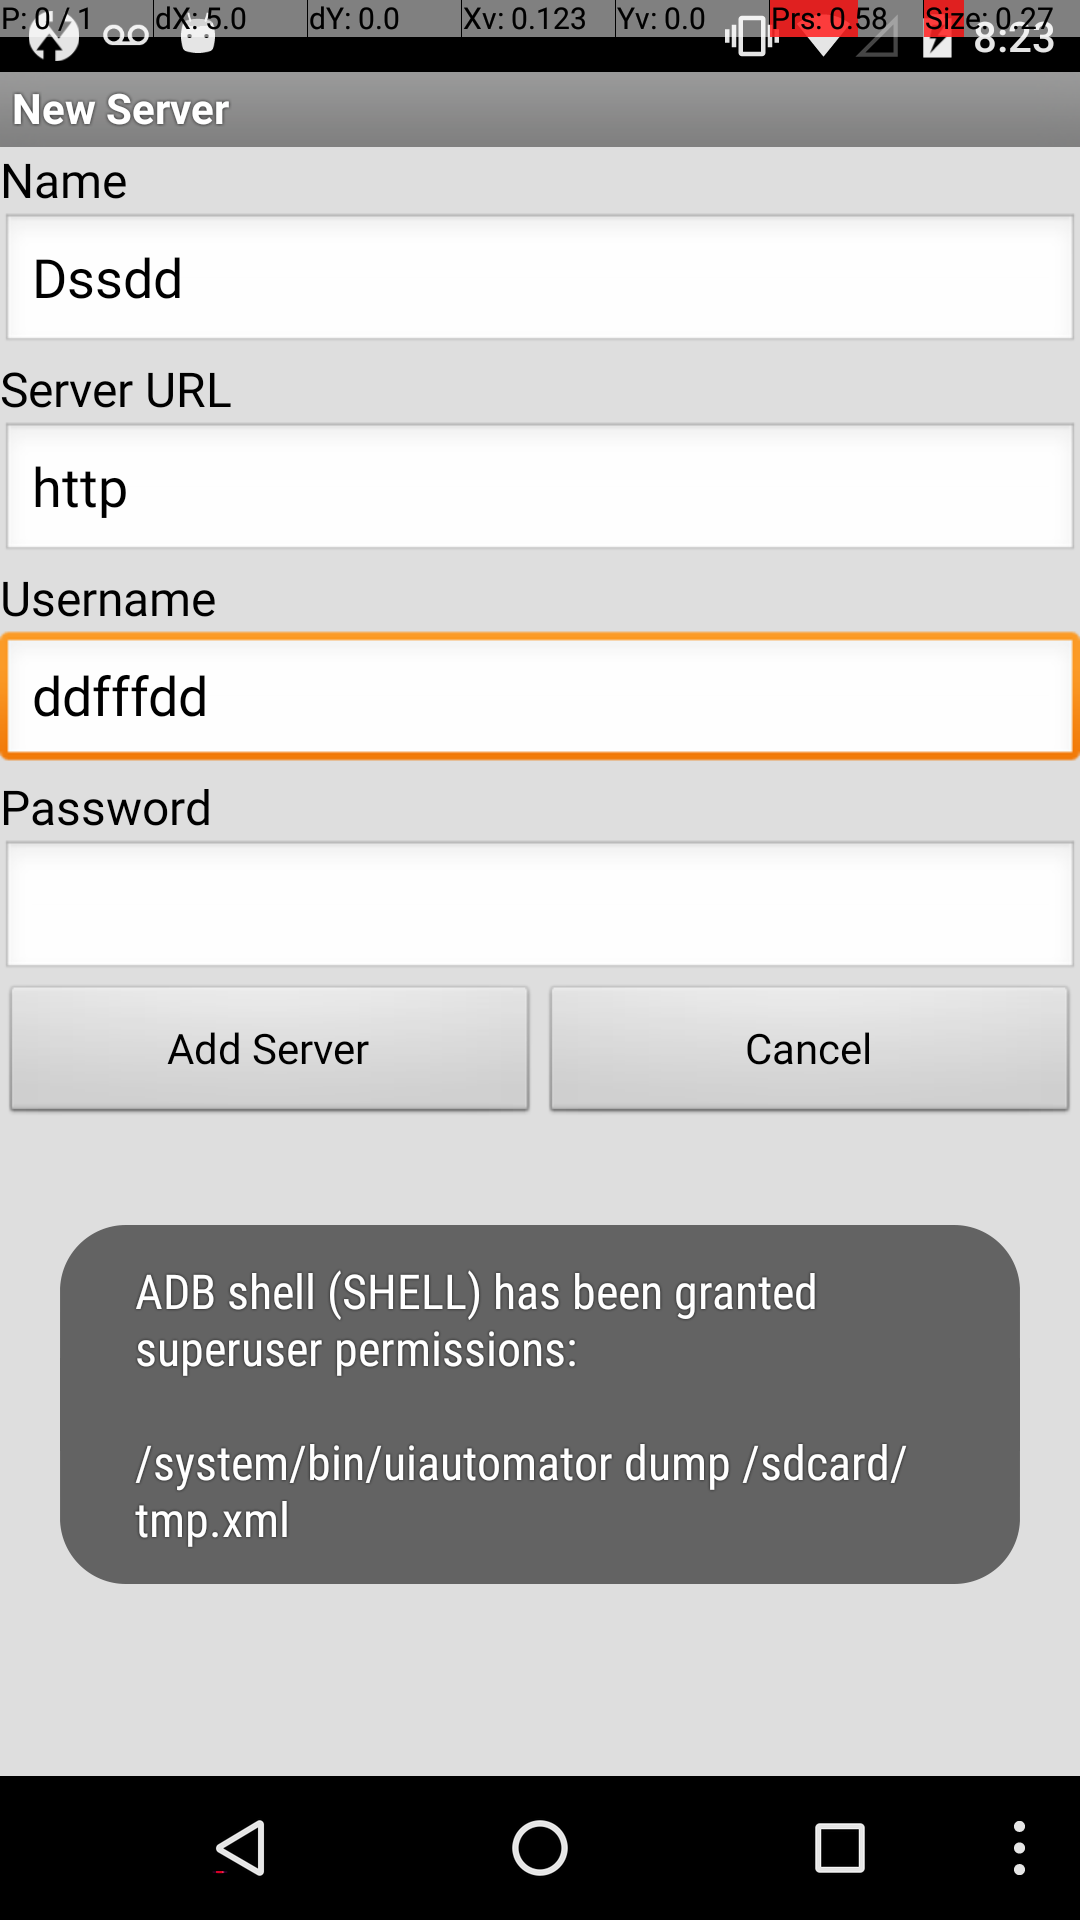 P: 0 / 1 dX: 5.0 dY: 0.0 Xv: 0.123 Yv: 0.0 Prs: 0.58 Size: 0.27
8:23
New Server
Name
Dssdd
Server URL
http
Username
ddfffdd
Password
Add Server Cancel
ADB shell (SHELL) has been granted
superuser permissions:
/system/bin/uiautomator dump /sdcard/
tmp.xml